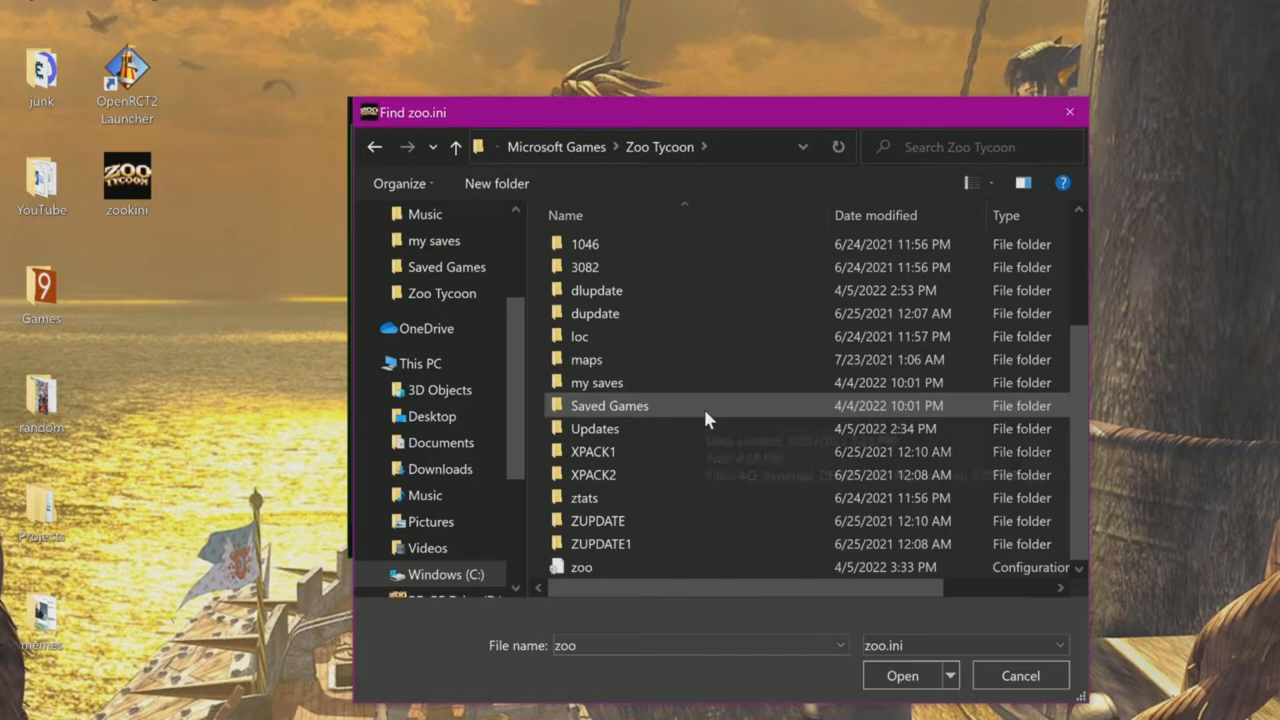 junk
OpenRCT2
Launcher
YouTube
ZOO
TYCOON
zookini
9
Games
random
Projects
memes
Find zoo.ini
Microsoft Games > Zoo Tycoon >
Search Zoo Tycoon
Organize
New folder
?
Music
my saves
Saved Games
Zoo Tycoon
OneDrive
This PC
3D Objects
Desktop
Documents
Downloads
Music
Pictures
Videos
Windows (C:)
Name Date modified Type
1046 6/24/2021 11:56 PM File folder
3082 6/24/2021 11:56 PM File folder
dlupdate 4/5/2022 2:53 PM File folder
dupdate 6/25/2021 12:07 AM File folder
loc 6/24/2021 11:57 PM File folder
maps 7/23/2021 1:06 AM File folder
my saves 4/4/2022 10:01 PM File folder
Saved Games 4/4/2022 10:01 PM File folder
Updates 4/5/2022 2:34 PM File folder
XPACK1 6/25/2021 12:10 AM File folder
XPACK2 6/25/2021 12:08 AM File folder
ztats 6/24/2021 11:56 PM File folder
ZUPDATE 6/25/2021 12:10 AM File folder
ZUPDATE1 6/25/2021 12:08 AM File folder
zoo 4/5/2022 3:33 PM Configuration
File name: zoo zoo.ini
Open Cancel